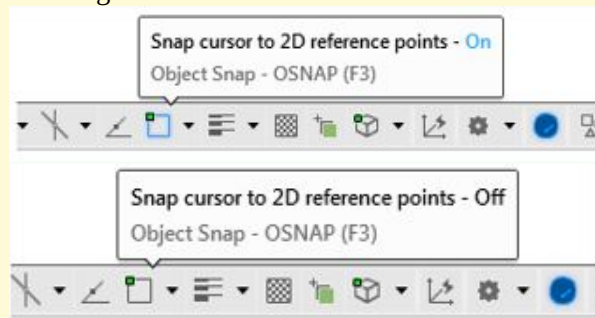 Snap cursor to 2D reference points - On
Object Snap - OSNAP (F3)
Snap cursor to 2D reference points - Off
Object Snap - OSNAP (F3)